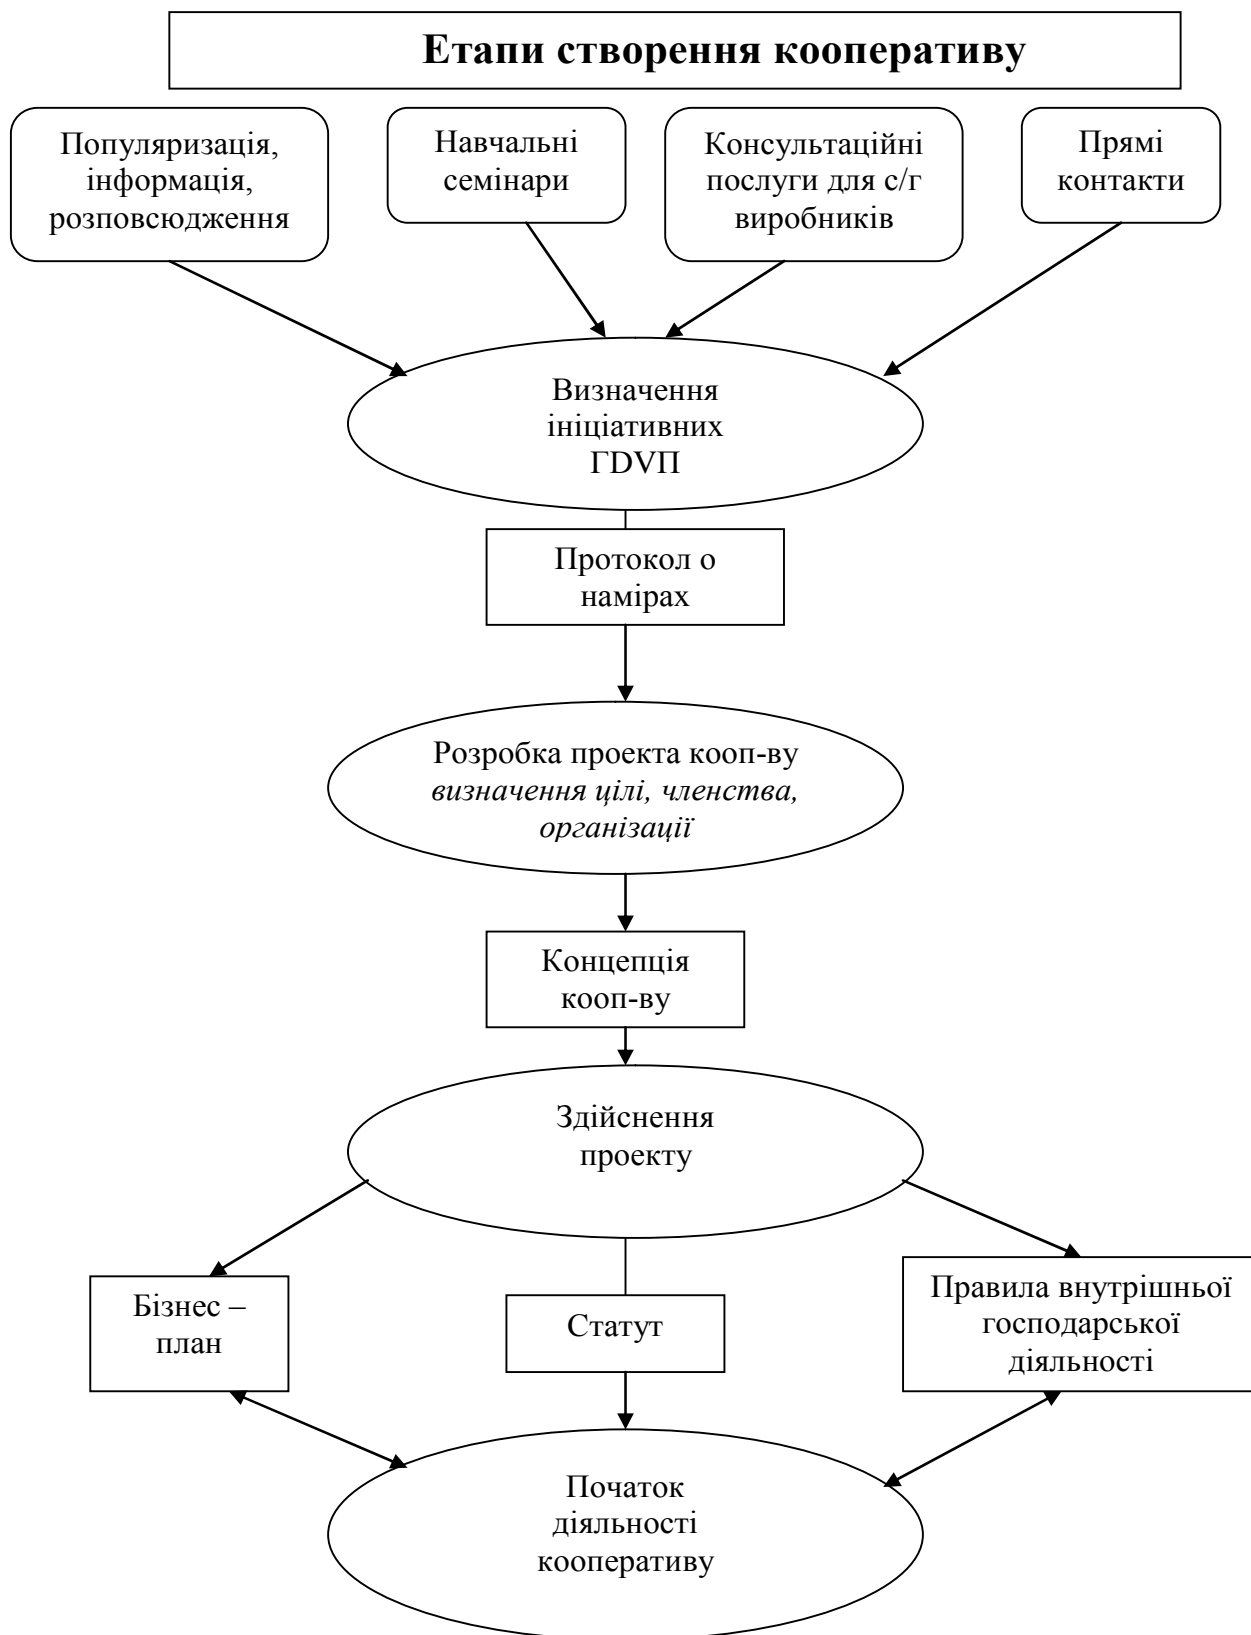 Етапи створення кооперативу
Популяризація,
інформація,
розповсюдження
Навчальні
семінари
Консультаційні
послуги для с/г
виробників
Прямі
контакти
Визначення
ініціативних
ГDVП
Протокол о
намірах
Розробка проекта кооп-ву
визначення цілі, членства,
організації
Концепція
кооп-ву
Здійснення
проекту
Бізнес –
план
Статут
Правила внутрішньої
господарської
діяльності
Початок
діяльності
кооперативу